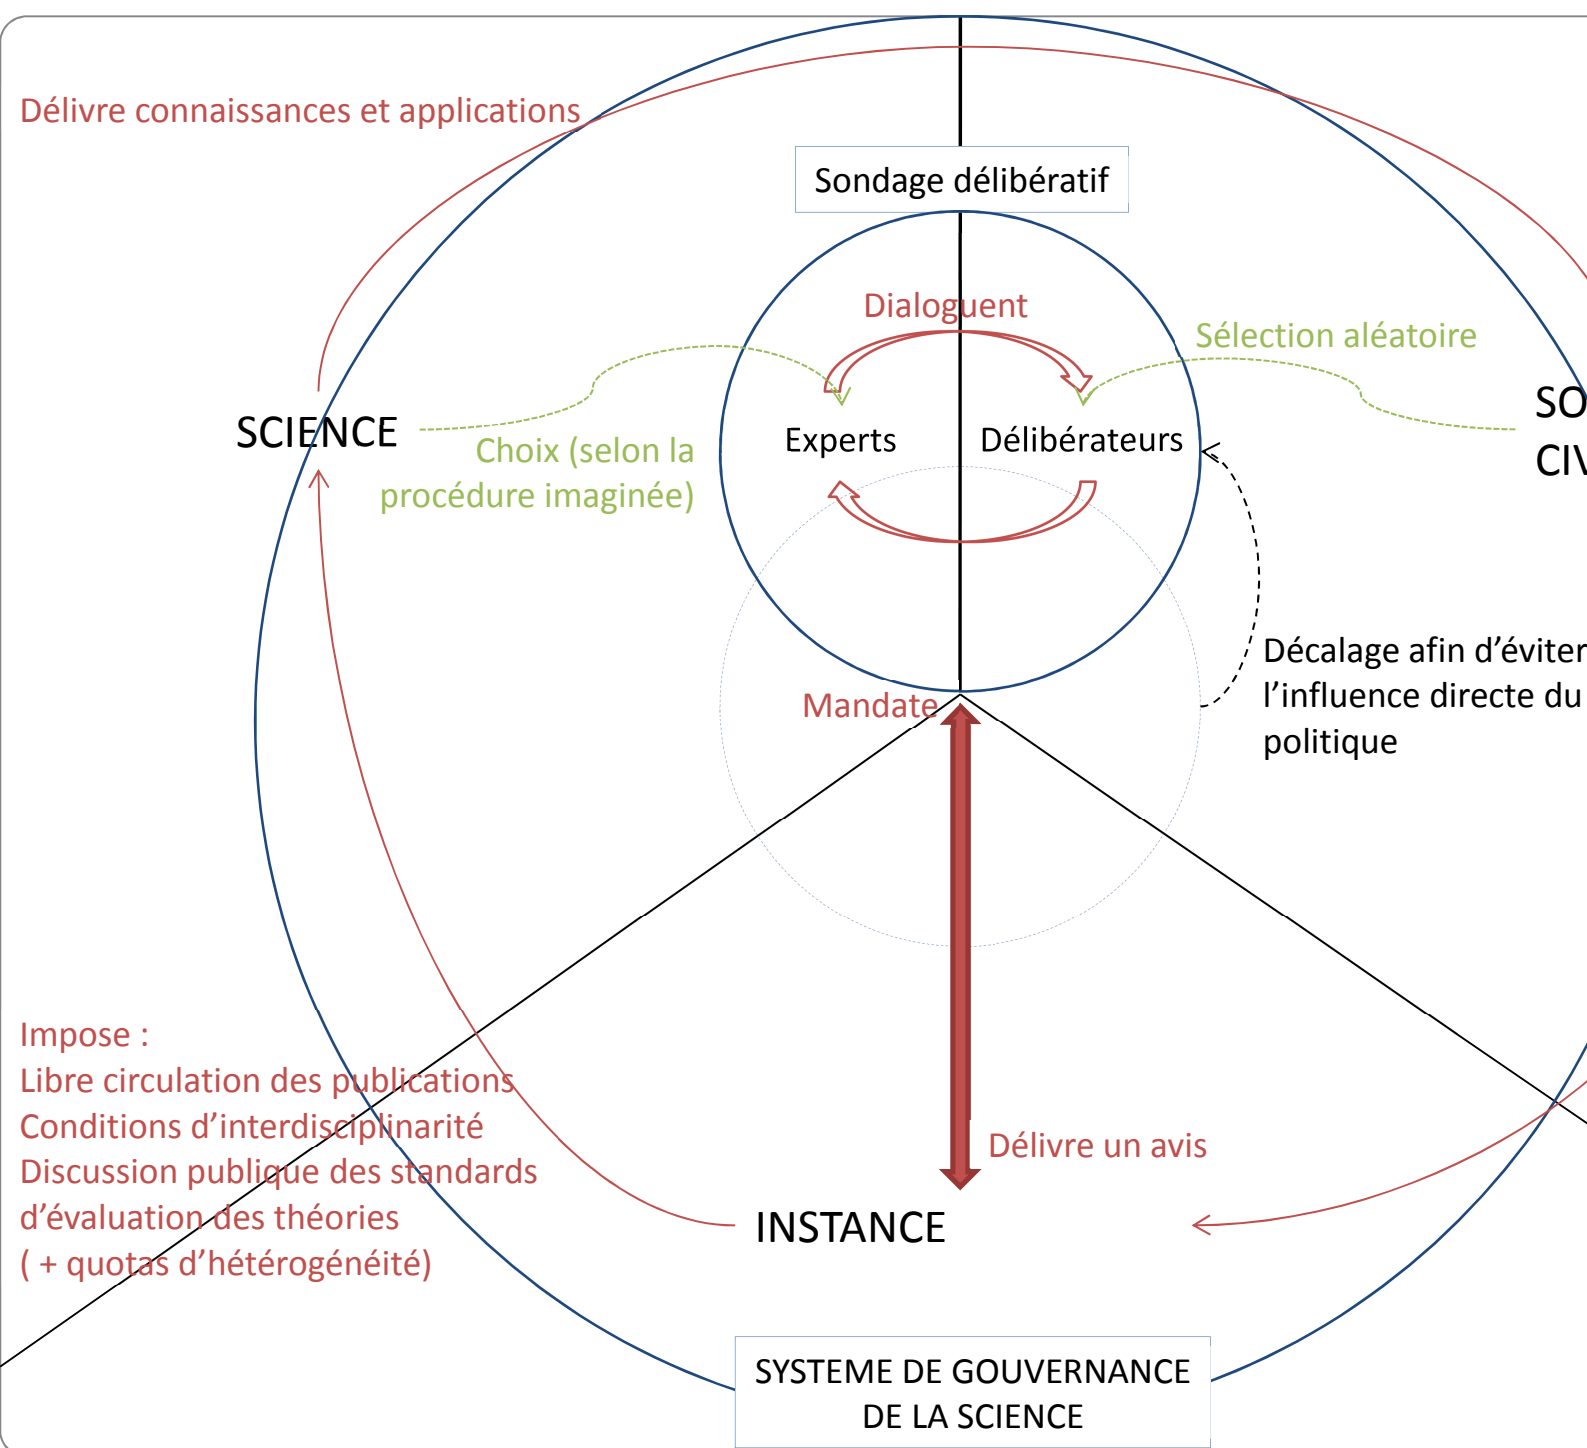 Délivre connaissances et applications
Sondage délibératif
Dialoguent
Sélection aléatoire
SCIENCE
Experts
Délibérateurs
SO
CIV
Choix (selon la
procédure imaginée)
Décalage afin d’éviter
l’influence directe du
politique
Mandate
Impose :
Libre circulation des publications
Conditions d’interdisciplinarité
Discussion publique des standards
d’évaluation des théories
( + quotas d’hétérogénéité)
Délivre un avis
INSTANCE
SYSTEME DE GOUVERNANCE
DE LA SCIENCE